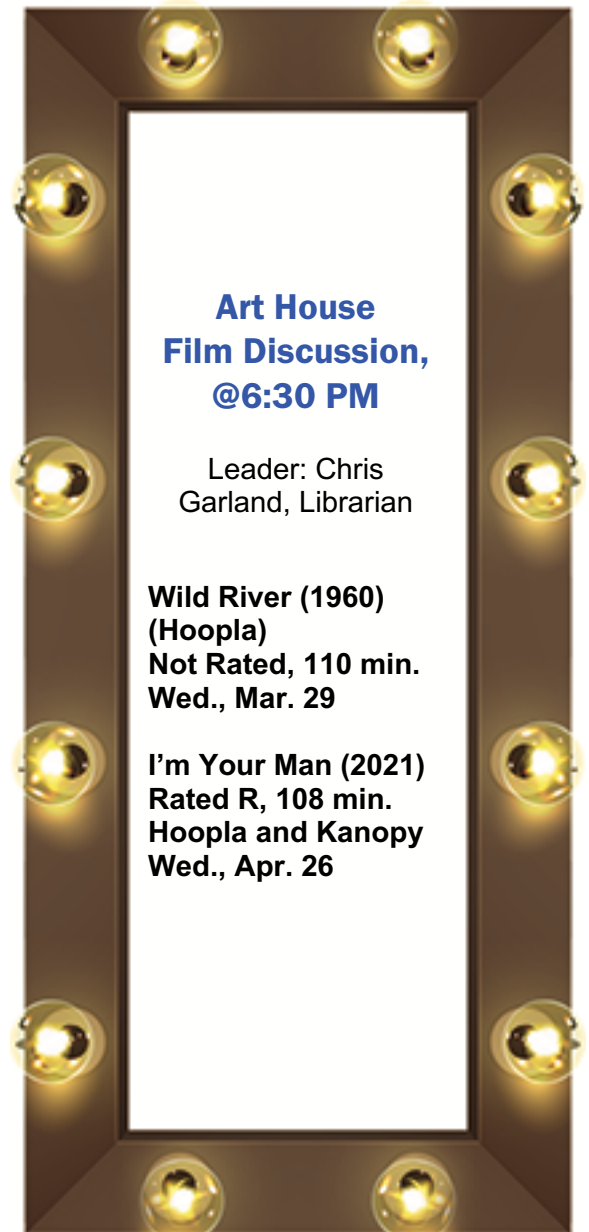 Art House
Film Discussion,
@6:30 PM
Leader: Chris
Garland, Librarian
Wild River (1960)
(Hoopla)
Not Rated, 110 min.
Wed., Mar. 29
I’m Your Man (2021)
Rated R, 108 min.
Hoopla and Kanopy
Wed., Apr. 26